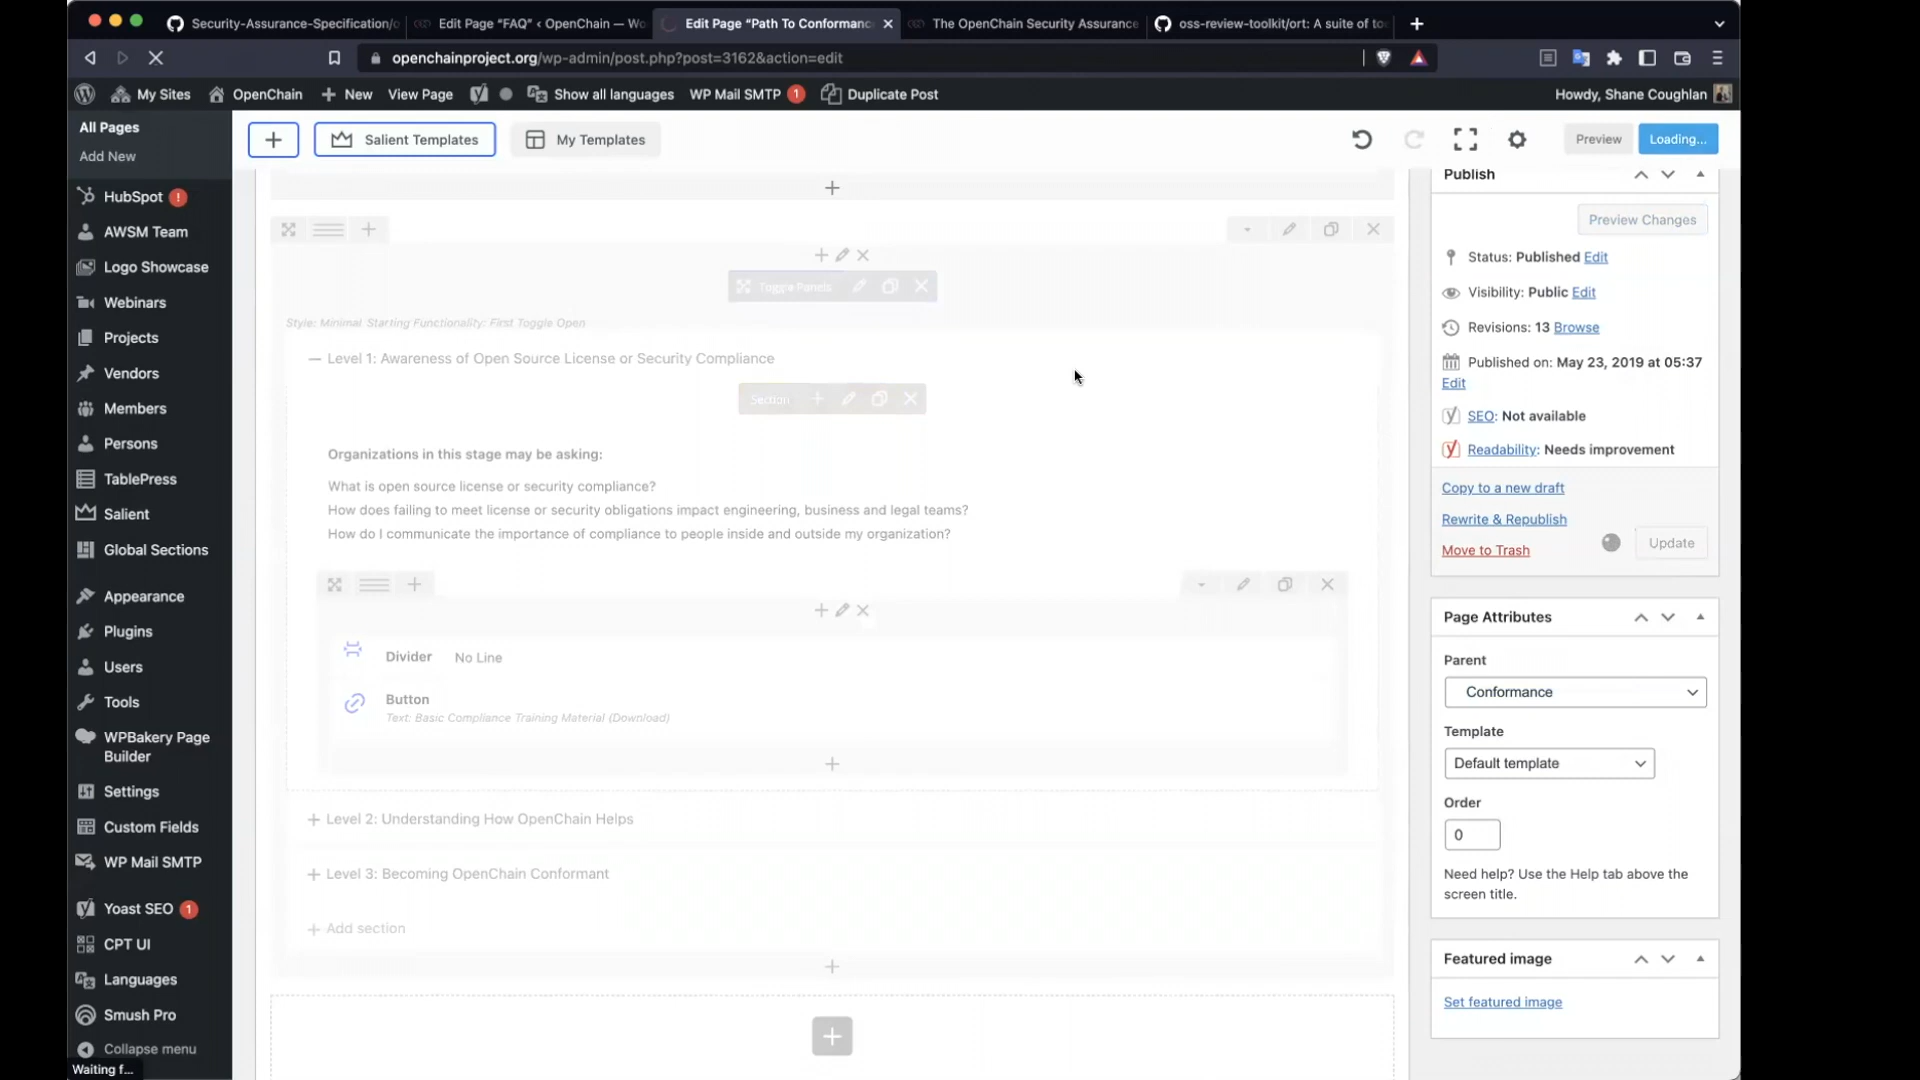 Security-Assurance-Specification/o
Edit Page "FAQ" ‹ OpenChain — Wo
Edit Page "Path To Conformanc
The OpenChain Security Assurance
oss-review-toolkit/ort: A suite of to
openchainproject.org/wp-admin/post.php?post=3162&action=edit
My Sites
OpenChain
New
View Page
Show all languages
WP Mail SMTP 1
Duplicate Post
Howdy, Shane Coughlan
All Pages
Add New
HubSpot !
AWSM Team
Logo Showcase
Webinars
Projects
Vendors
Members
Persons
TablePress
Salient
Global Sections
Appearance
Plugins
Users
Tools
WPBakery Page
Builder
Settings
Custom Fields
WP Mail SMTP
Yoast SEO 1
CPT UI
Languages
Smush Pro
Collapse menu
Waiting f...
Salient Templates
My Templates
Preview
Loading...
Toggle Panels
Style: Minimal Starting Functionality: First Toggle Open
Level 1: Awareness of Open Source License or Security Compliance
Section
Organizations in this stage may be asking:
What is open source license or security compliance?
How does failing to meet license or security obligations impact engineering, business and legal teams?
How do I communicate the importance of compliance to people inside and outside my organization?
Divider No Line
Button
Text: Basic Compliance Training Material (Download)
Level 2: Understanding How OpenChain Helps
Level 3: Becoming OpenChain Conformant
Add section
Publish
Preview Changes
Status: Published Edit
Visibility: Public Edit
Revisions: 13 Browse
Published on: May 23, 2019 at 05:37
Edit
SEO: Not available
Readability: Needs improvement
Copy to a new draft
Rewrite & Republish
Move to Trash
Update
Page Attributes
Parent
Conformance
Template
Default template
Order
0
Need help? Use the Help tab above the
screen title.
Featured image
Set featured image